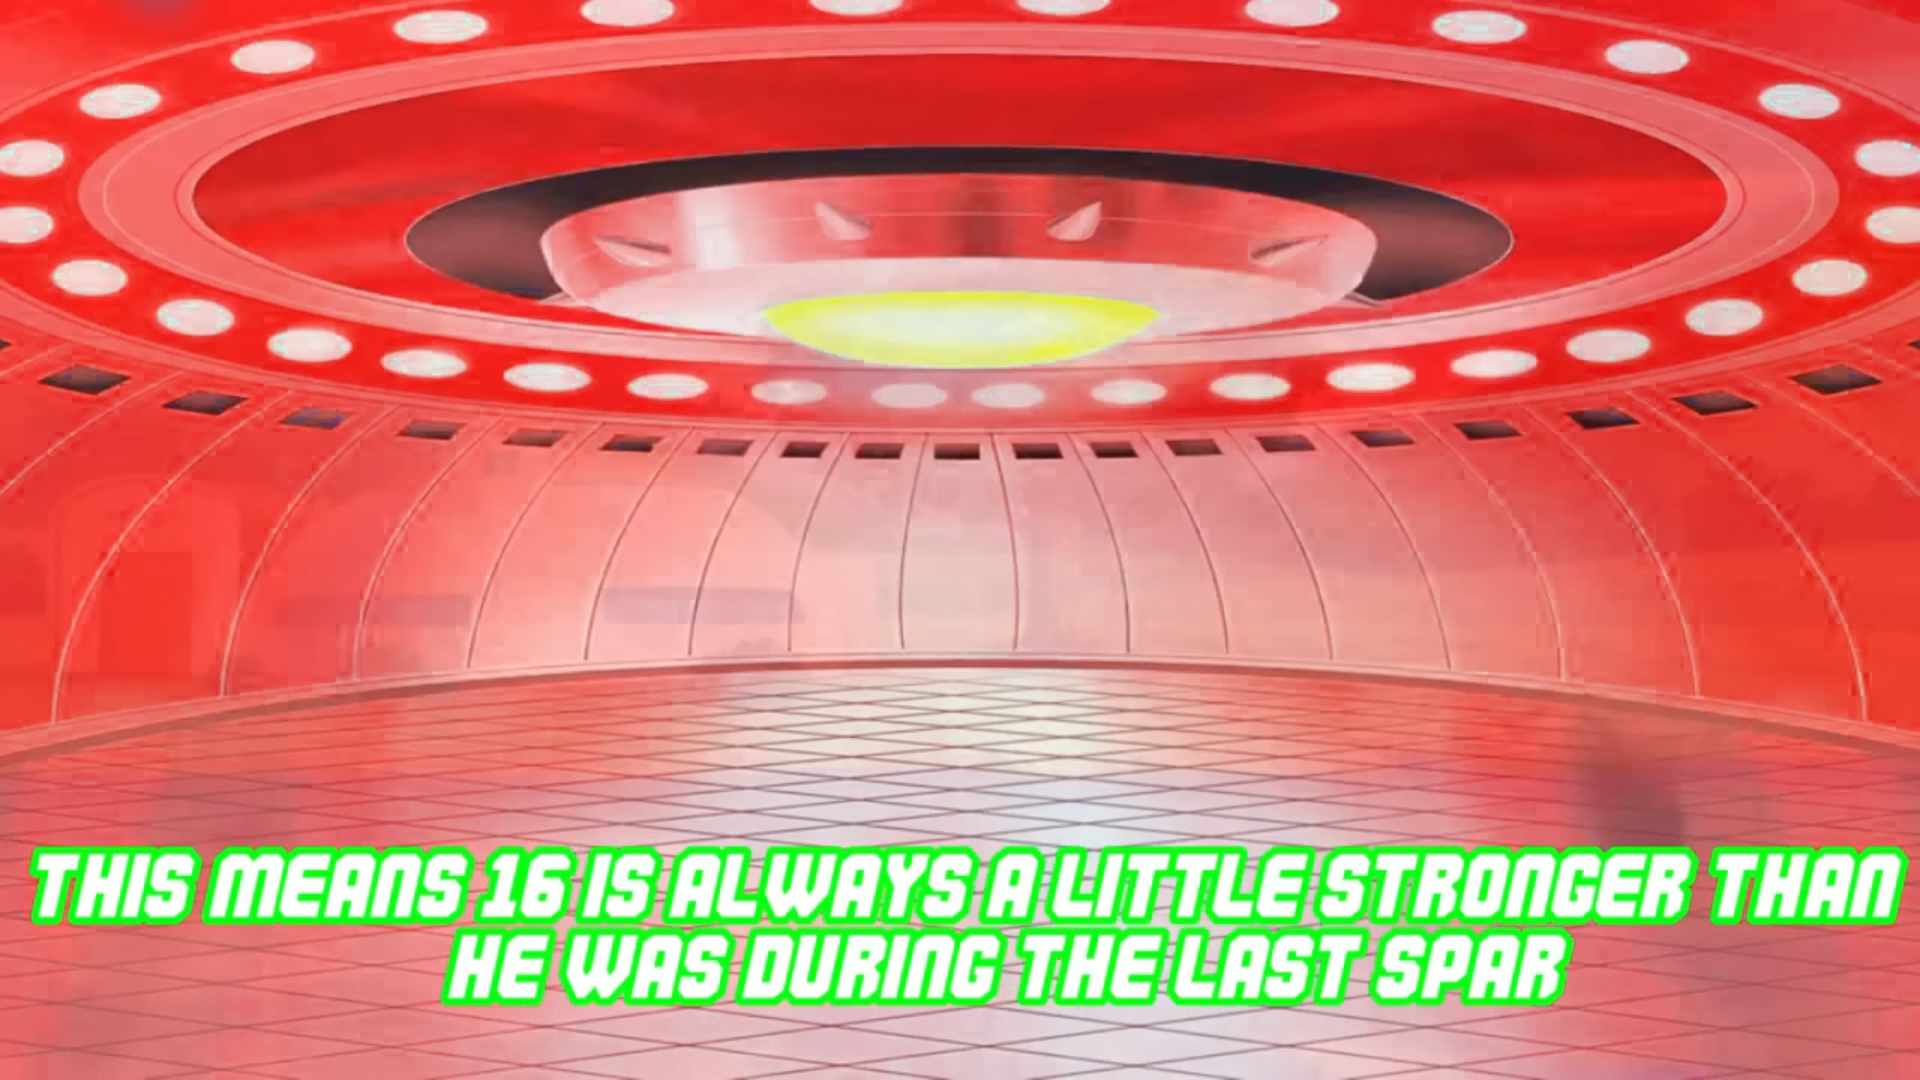 THIS MEANS 16 IS ALWAYS A LITTLE STRONGER THAN
HE WAS DURING THE LAST SPAR